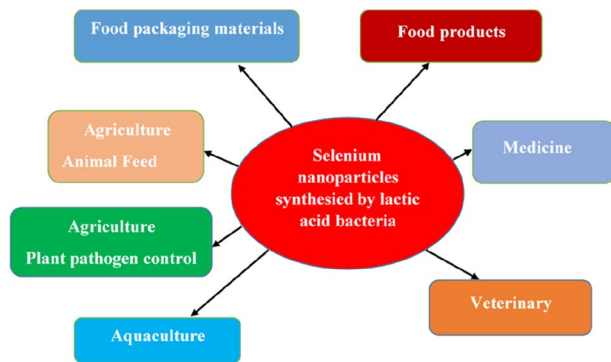 Food packaging materials
Food products
Agriculture
Animal Feed
Selenium
nanoparticles
synthesied by lactic
acid bacteria
Medicine
Agriculture
Plant pathogen control
Veterinary
Aquaculture